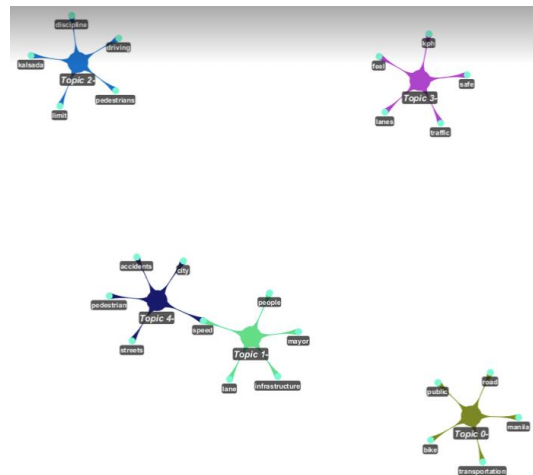 discipline
driving
kalsada
Topic 2-
pedestrians
limit
kph
feel
safe
Topic 3-
lanes
traffic
accidents
city
pedestrian
Topic 4-
streets
speed
people
mayor
Topic 1-
lane
infrastructure
public
road
manila
Topic 0-
bike
transportation